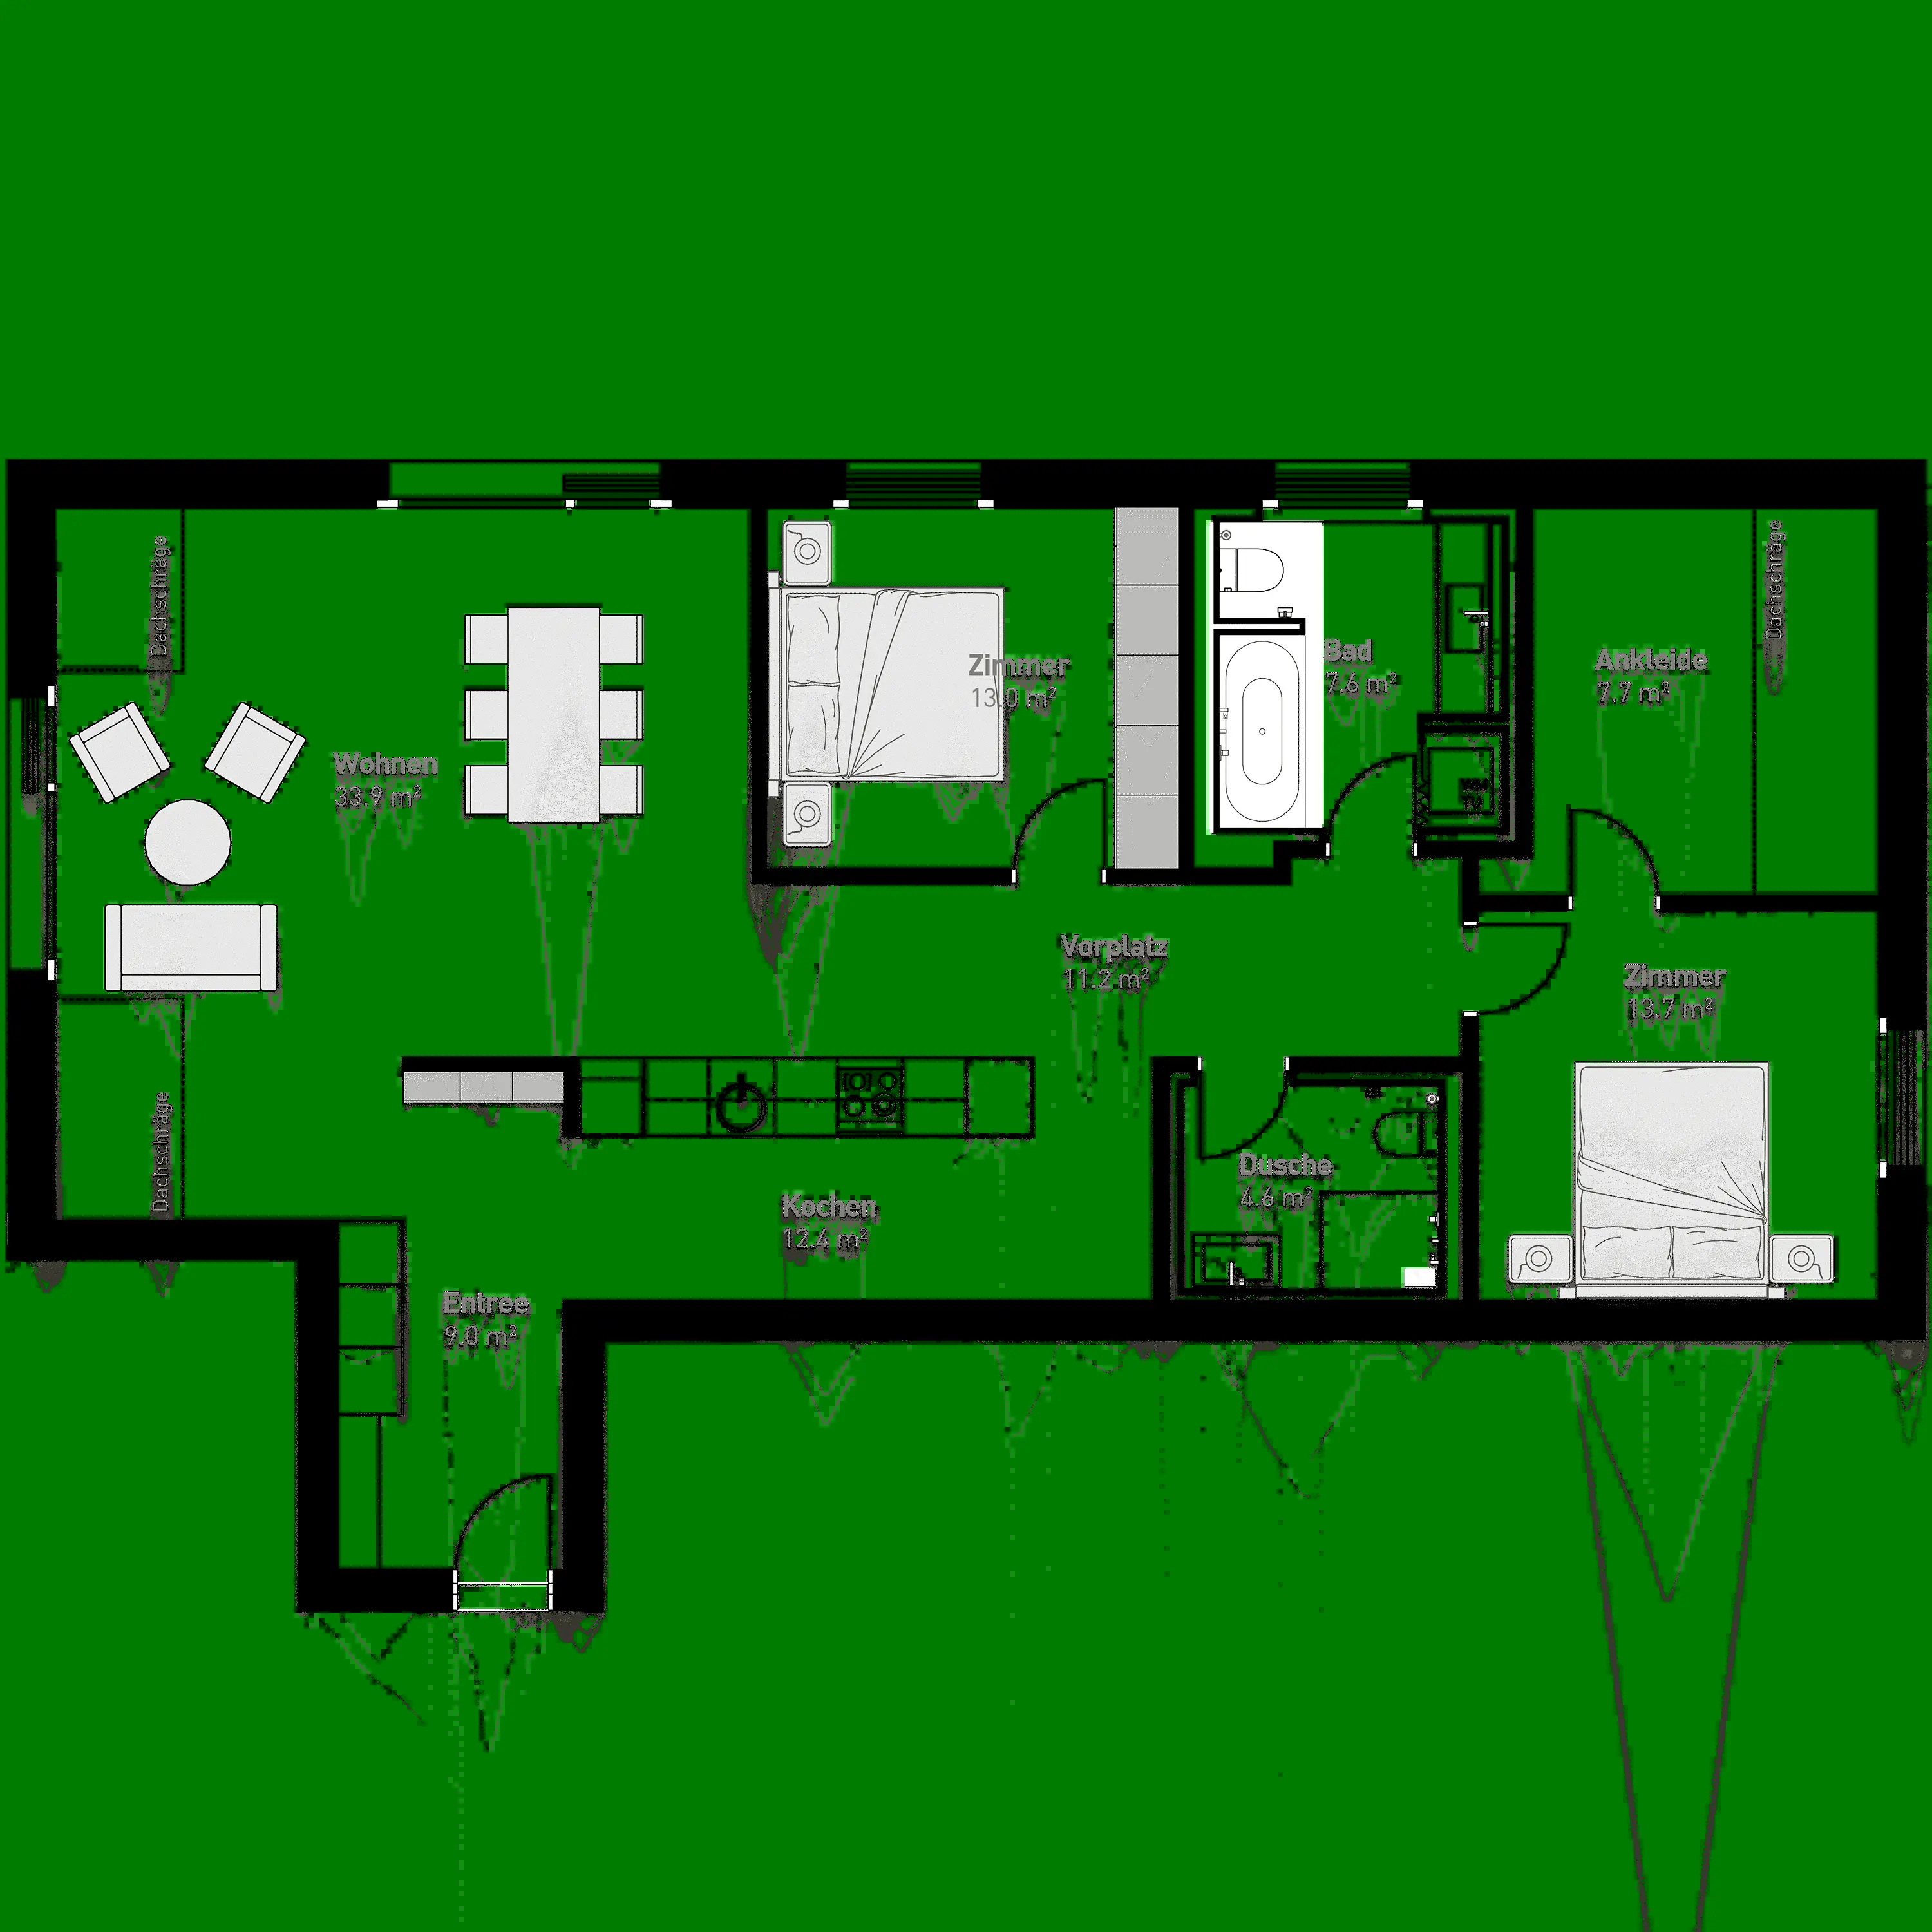 Dachschräge
Dachschräge
Wohnen
33.9 m²
Zimmer
13.0 m²
Bad
7.6 m²
Ankleide
7.7 m²
Vorplatz
11.2 m²
Zimmer
13.7 m²
Dachschräge
Kochen
12.4 m²
Dusche
4.6 m²
Entree
9.0 m²